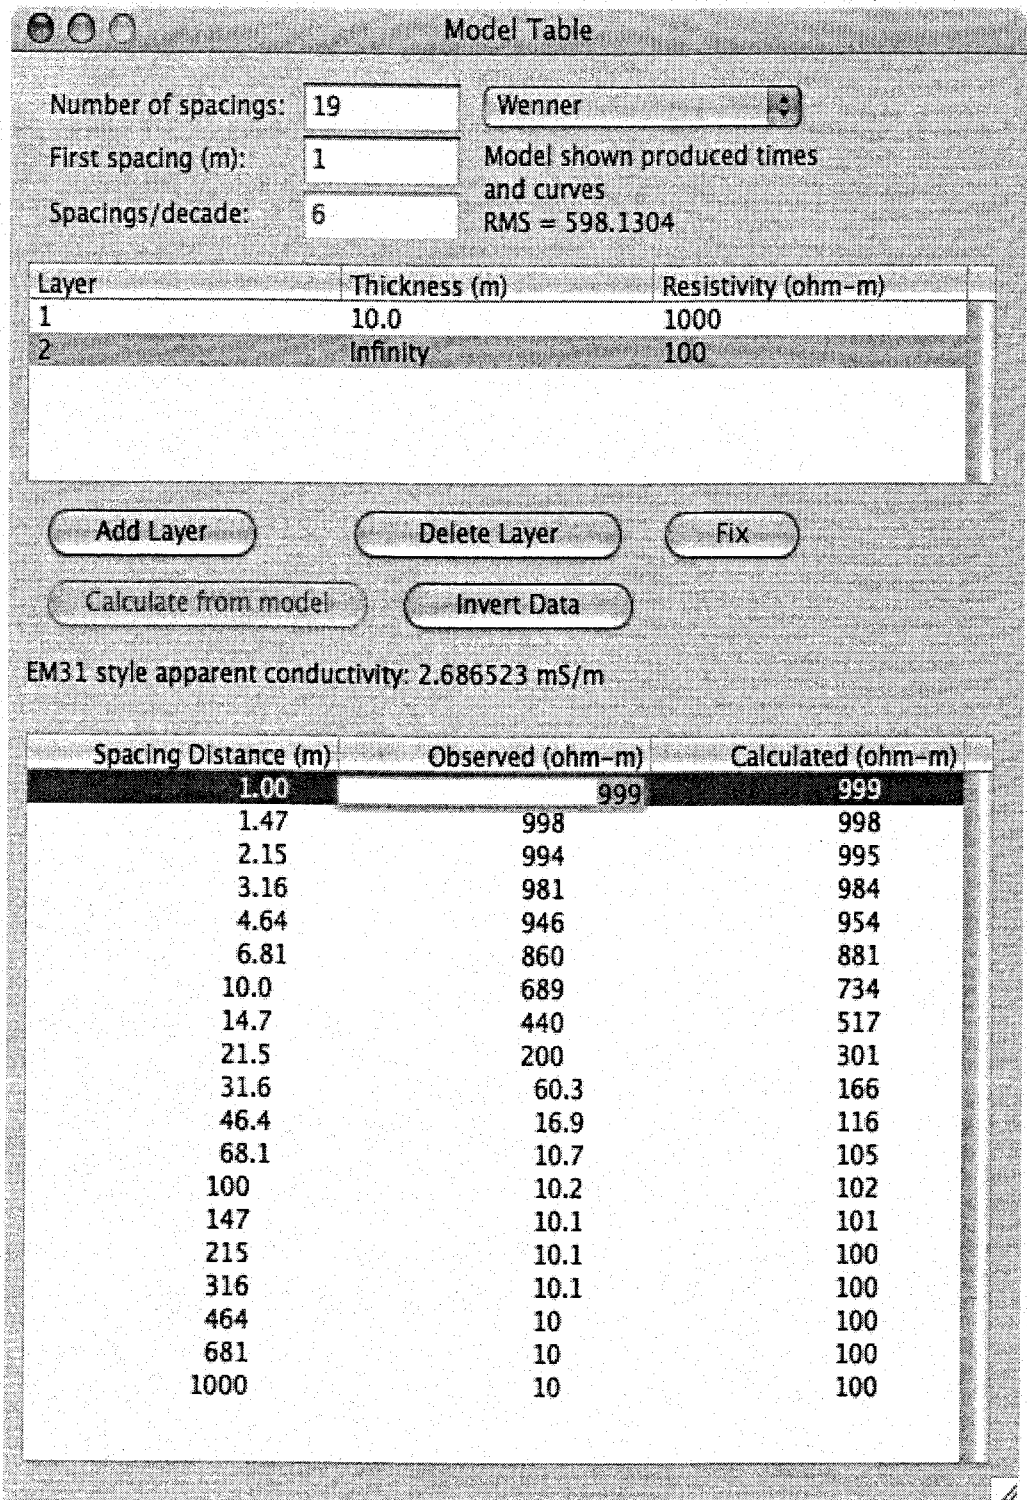 Model Table
Number of spacings: 19 Wenner
First spacing (m): 1 Model shown produced times
and curves
Spacings/decade: 6 RMS = 598.1304
Layer Thickness (m) Resistivity (ohm-m)
1 10.0 1000
2 Infinity 100
Add Layer Delete Layer Fix
Calculate from model Invert Data
EM31 style apparent conductivity: 2.686523 mS/m
Spacing Distance (m) Observed (ohm-m) Calculated (ohm-m)
1.00 999 999
1.47 998 998
2.15 994 995
3.16 981 984
4.64 946 954
6.81 860 881
10.0 689 734
14.7 440 517
21.5 200 301
31.6 60.3 166
46.4 16.9 116
68.1 10.7 105
100 10.2 102
147 10.1 101
215 10.1 100
316 10.1 100
464 10 100
681 10 100
1000 10 100